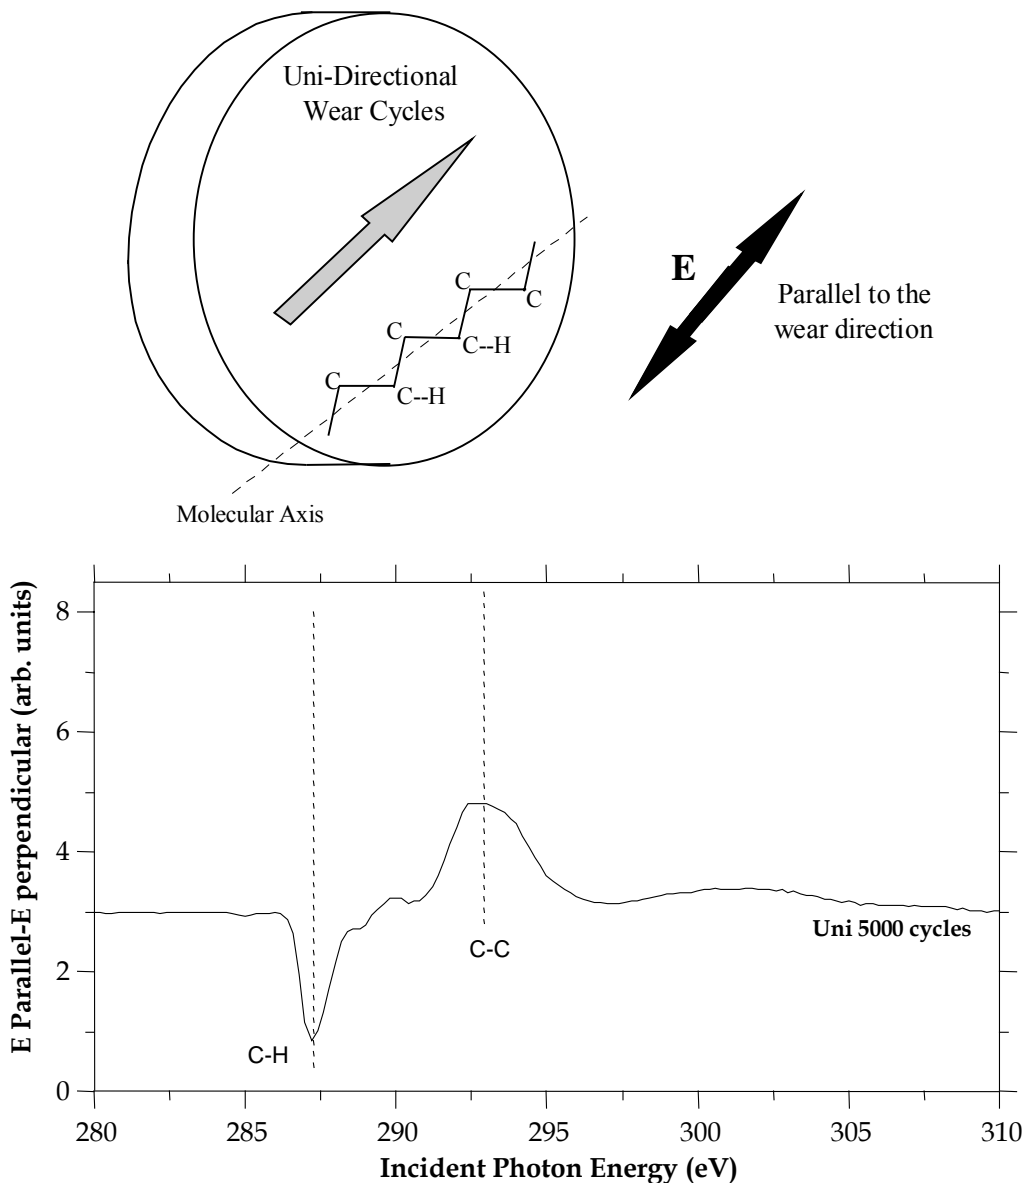 Uni-Directional
Wear Cycles
E
Parallel to the
wear direction
C
C
C
C--H
C
C--H
Molecular Axis
E Parallel-E perpendicular (arb. units)
8
6
4
2
0
C-H
C-C
Uni 5000 cycles
280 285 290 295 300 305 310
Incident Photon Energy (eV)